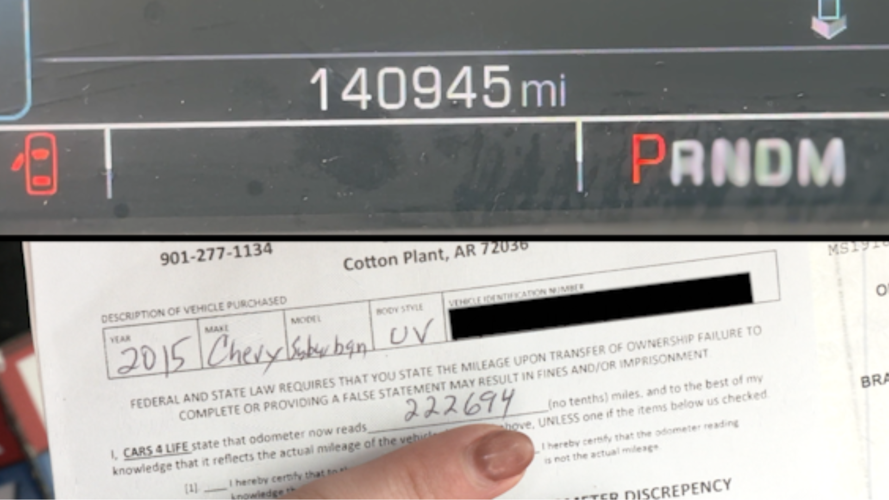 140945 mi
PRNDM
901-277-1134
Cotton Plant, AR 72036
DESCRIPTION OF VEHICLE PURCHASED
YEAR MAKE MODEL BODY STYLE VEHICLE IDENTIFICATION NUMBER
2015 Chevy Suburban UV
FEDERAL AND STATE LAW REQUIRES THAT YOU STATE THE MILEAGE UPON TRANSFER OF OWNERSHIP FAILURE TO
COMPLETE OR PROVIDING A FALSE STATEMENT MAY RESULT IN FINES AND/OR IMPRISONMENT
I, CARS 4 LIFE state that odometer now reads 222694 (no tenths) miles, and to the best of my
knowledge that it reflects the actual mileage of the above, UNLESS one if the items below us checked.
[1]. ___ I hereby certify that to
I hereby certify that the odometer reading
is not the actual mileage.
DISCREPANCY
BRA